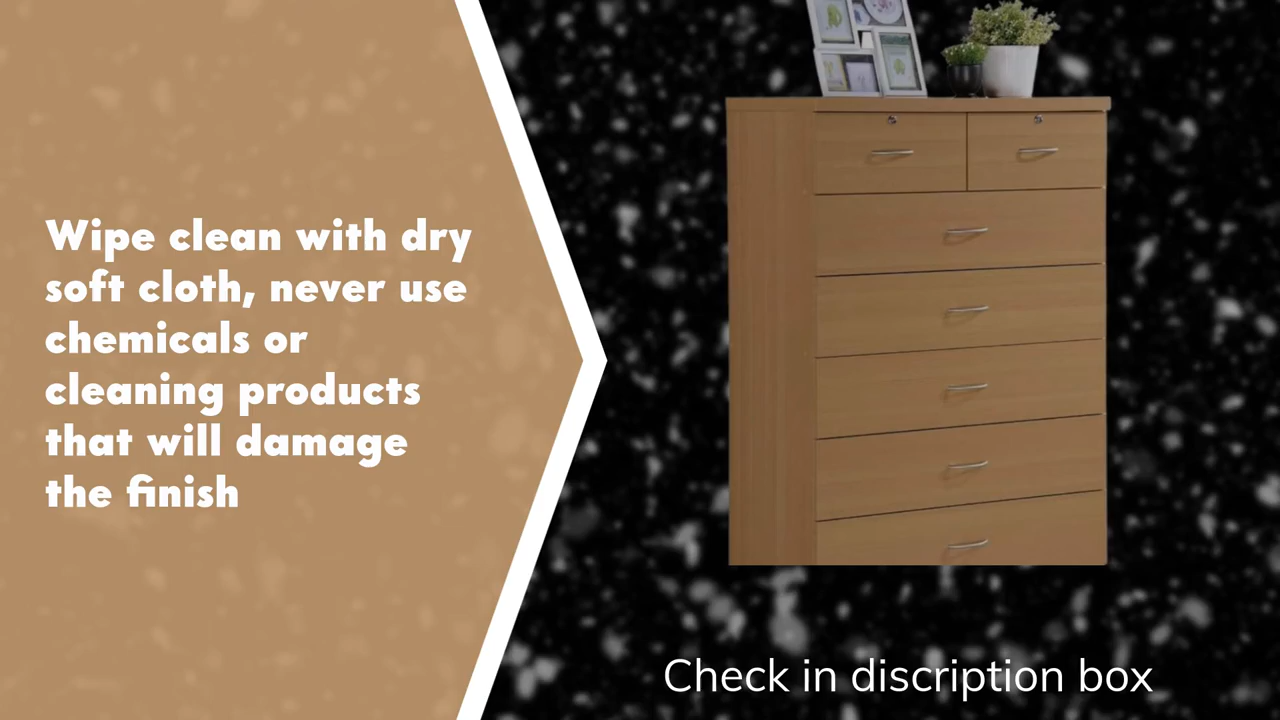 Wipe clean with dry
soft cloth, never use
chemicals or
cleaning products
that will damage
the finish
Check in discription box